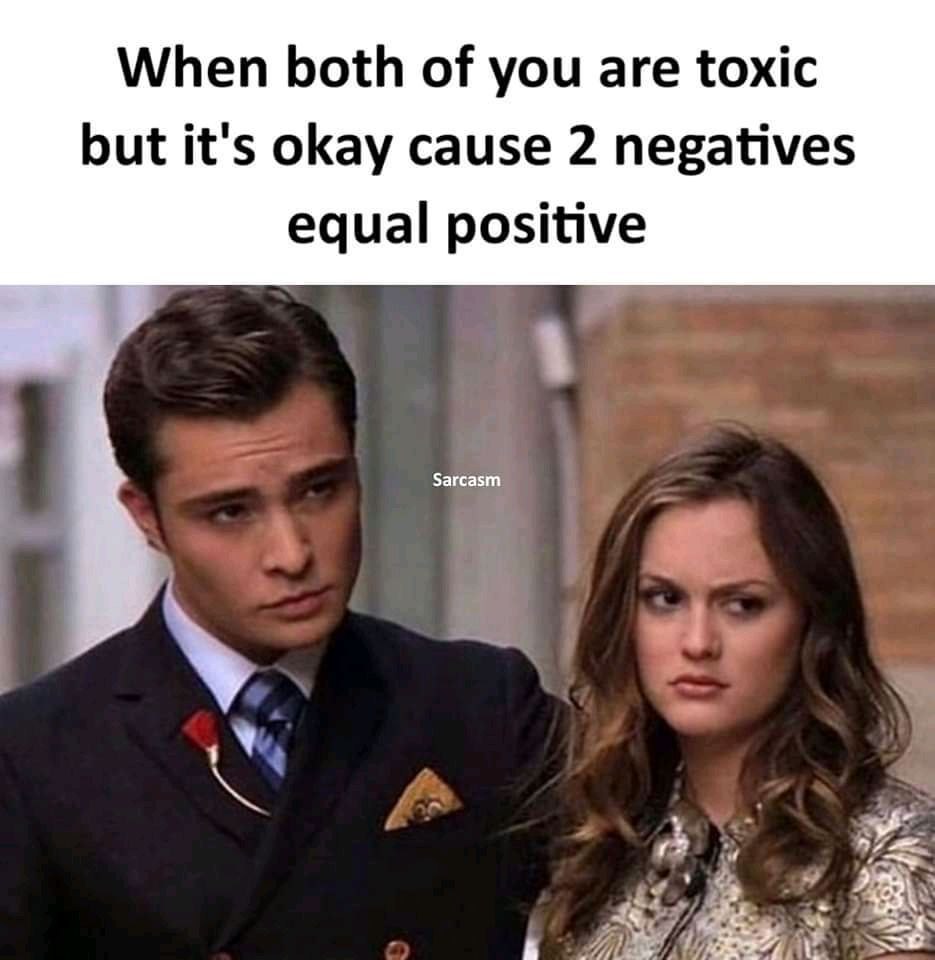 When both of you are toxic
but it's okay cause 2 negatives
equal positive
Sarcasm